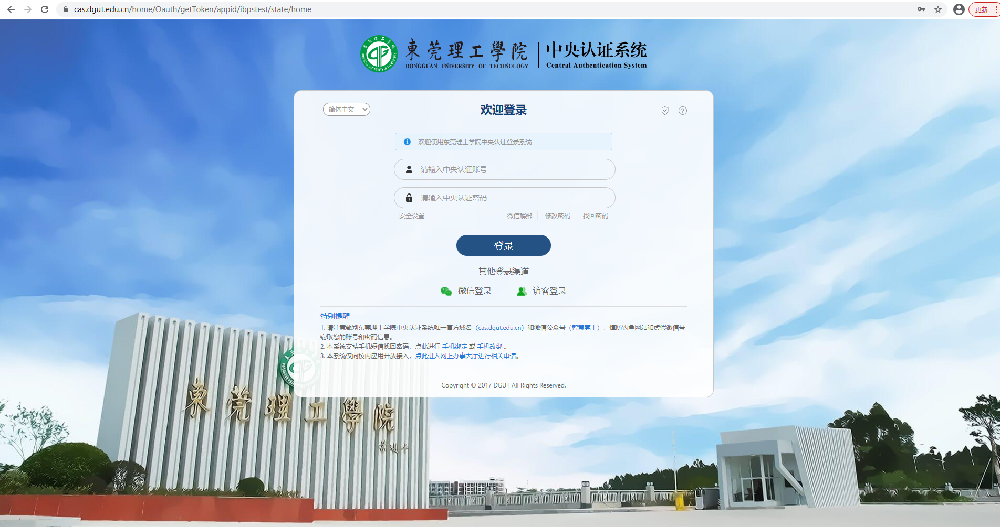 cas.dgut.edu.cn/home/Oauth/getToken/appid/ibpstest/state/home
更新
東莞理工學院
DONGGUAN UNIVERSITY OF TECHNOLOGY
中央认证系统
Central Authentication System
简体中文
欢迎登录
欢迎使用东莞理工学院中央认证登录系统
请输入中央认证账号
请输入中央认证密码
安全设置
微信解绑
修改密码
找回密码
登录
其他登录渠道
微信登录
访客登录
特别提醒
1. 请注意甄别东莞理工学院中央认证系统唯一官方域名（cas.dgut.edu.cn）和微信公众号（智慧莞工），慎防钓鱼网站和虚假微信号
窃取您的账号和密码信息。
2. 本系统支持手机短信找回密码，点此进行 手机绑定 或 手机改绑 。
3. 本系统仅向校内应用开放接入，点此进入网上办事大厅进行相关申请。
Copyright © 2017 DGUT All Rights Reserved.
東莞理工學院